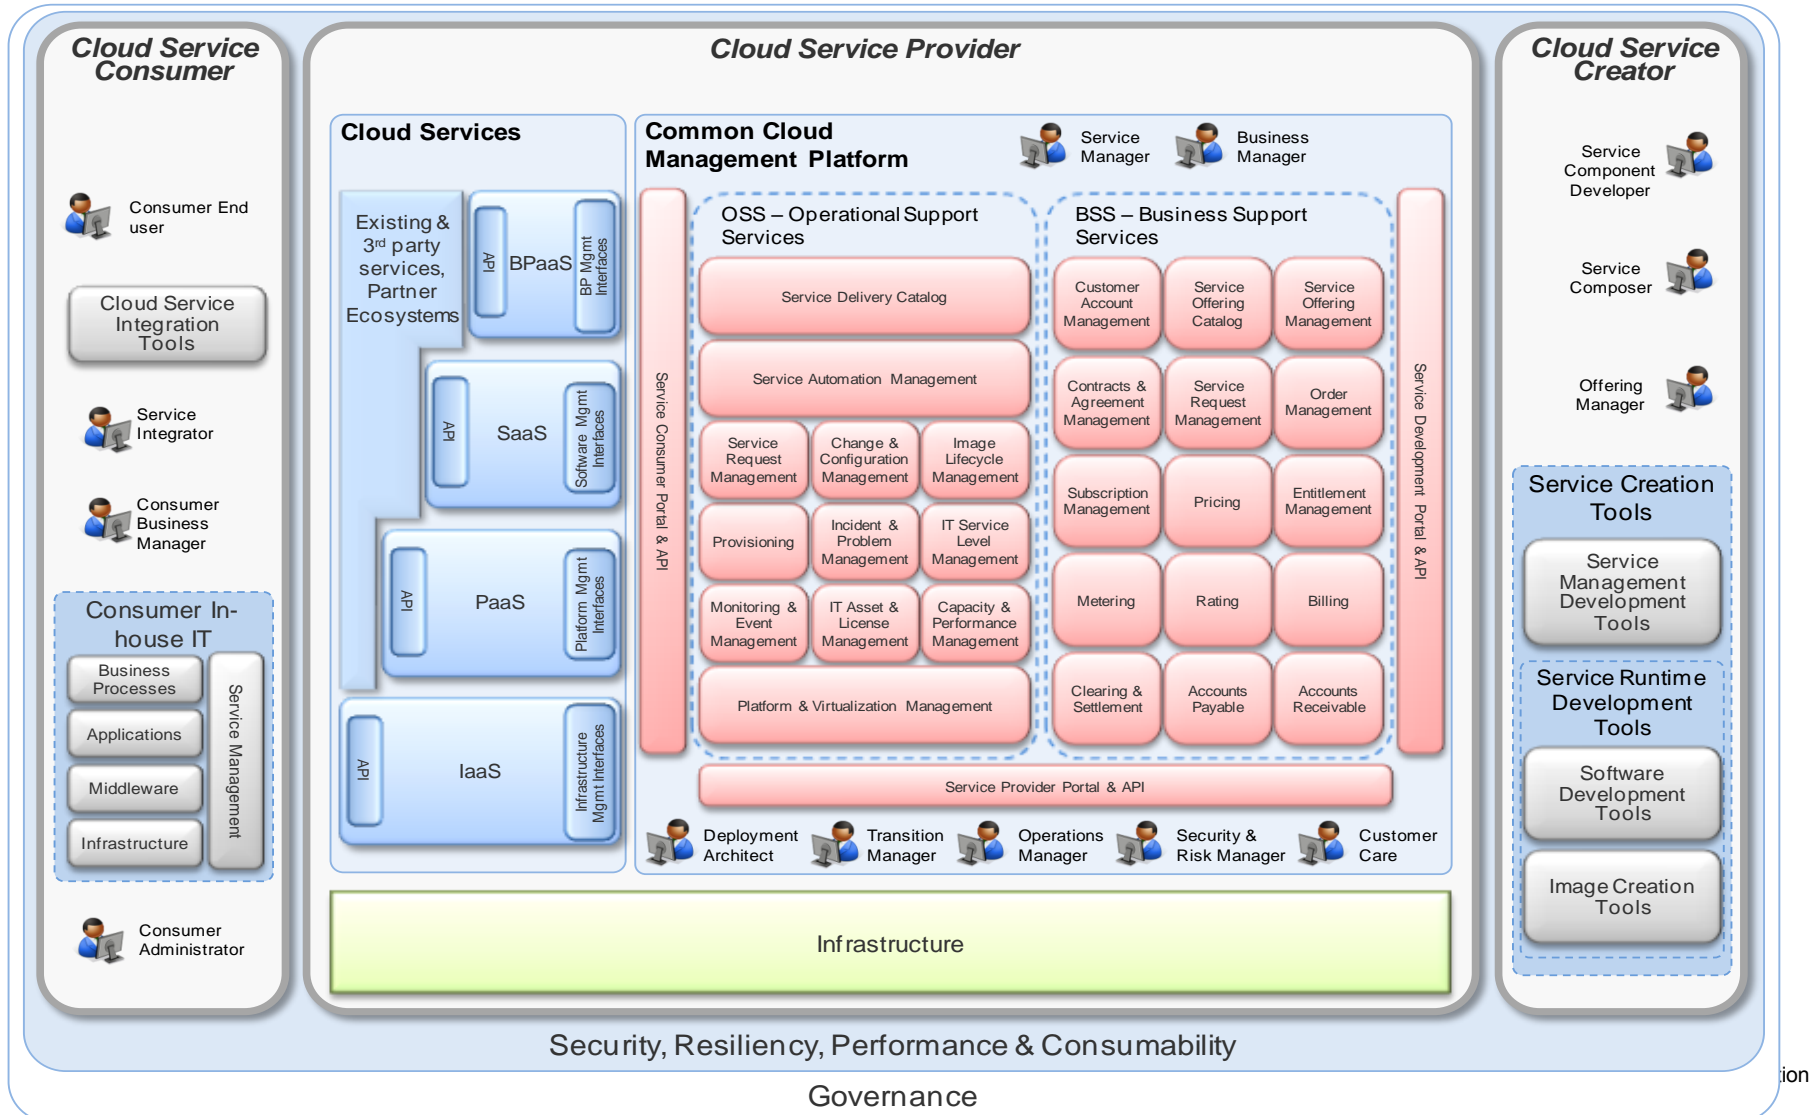 Cloud Service
Consumer
Consumer End
user
Cloud Service
Integration
Tools
Service
Integrator
Consumer
Business
Manager
Consumer In-
house IT
Business
Processes
Applications
Middleware
Infrastructure
Service Management
Consumer
Administrator
Cloud Service Provider
Cloud Services
Existing &
3rd party
services,
Partner
Ecosystems
API
BPaaS
BP Mgmt
Interfaces
API
SaaS
Software Mgmt
Interfaces
API
PaaS
Platform Mgmt
Interfaces
API
IaaS
Infrastructure
Mgmt Interfaces
Common Cloud
Management Platform
Service
Manager
Business
Manager
Service Consumer Portal & API
OSS – Operational Support
Services
Service Delivery Catalog
Service Automation Management
Service
Request
Management
Change &
Configuration
Management
Image
Lifecycle
Management
Provisioning
Incident &
Problem
Management
IT Service
Level
Management
Monitoring &
Event
Management
IT Asset &
License
Management
Capacity &
Performance
Management
Platform & Virtualization Management
BSS – Business Support
Services
Customer
Account
Management
Service
Offering
Catalog
Service
Offering
Management
Contracts &
Agreement
Management
Service
Request
Management
Order
Management
Subscription
Management
Pricing
Entitlement
Management
Metering
Rating
Billing
Clearing &
Settlement
Accounts
Payable
Accounts
Receivable
Service Development Portal & API
Service Provider Portal & API
Deployment
Architect
Transition
Manager
Operations
Manager
Security &
Risk Manager
Customer
Care
Infrastructure
Cloud Service
Creator
Service
Component
Developer
Service
Composer
Offering
Manager
Service Creation
Tools
Service
Management
Development
Tools
Service Runtime
Development
Tools
Software
Development
Tools
Image Creation
Tools
Security, Resiliency, Performance & Consumability
Governance
tion